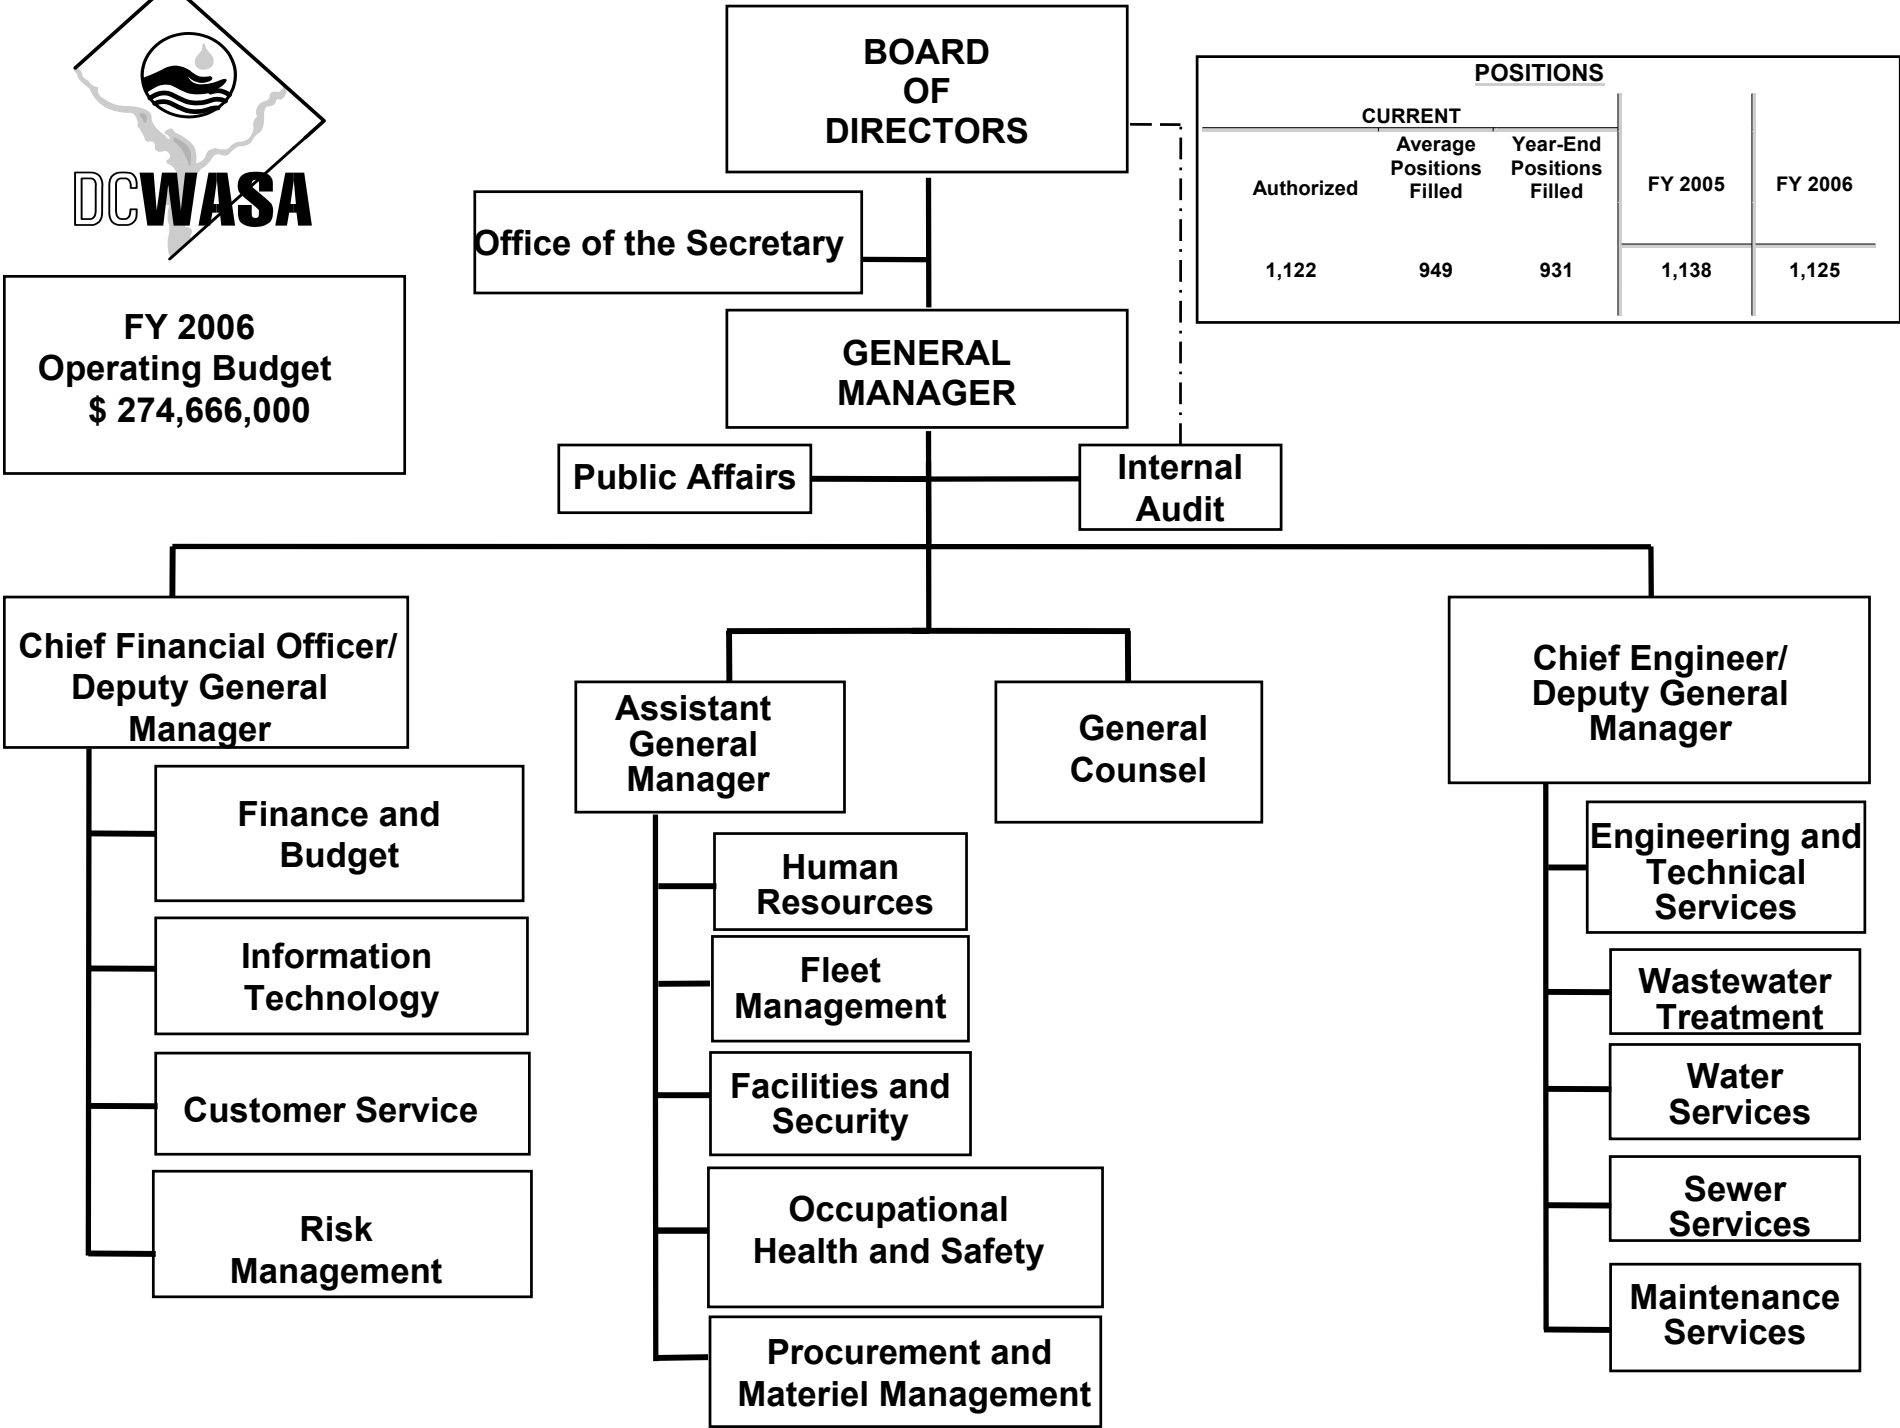 DCWASA
BOARD
OF
DIRECTORS
POSITIONS
CURRENT
Authorized
Average
Positions
Filled
Year-End
Positions
Filled
FY 2005
FY 2006
1,122 949 931 1,138 1,125
Office of the Secretary
FY 2006
Operating Budget
$ 274,666,000
GENERAL
MANAGER
Public Affairs
Internal
Audit
Chief Financial Officer/
Deputy General
Manager
Finance and
Budget
Information
Technology
Customer Service
Risk
Management
Assistant
General
Manager
Human
Resources
Fleet
Management
Facilities and
Security
Occupational
Health and Safety
Procurement and
Materiel Management
General
Counsel
Chief Engineer/
Deputy General
Manager
Engineering and
Technical
Services
Wastewater
Treatment
Water
Services
Sewer
Services
Maintenance
Services